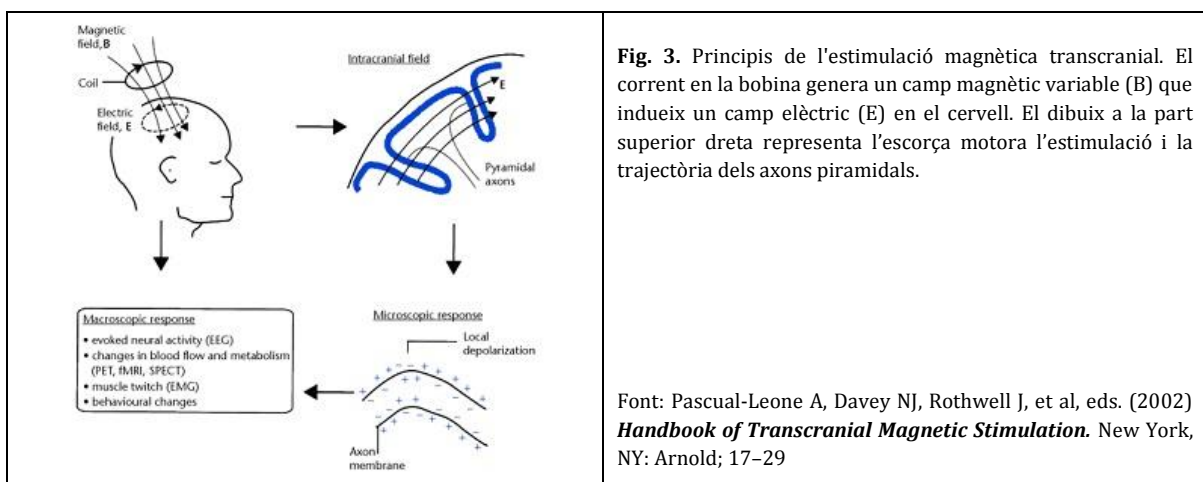 Magnetic
field, B
Coil
Electric
field, E
Intracranial field
E
Pyramidal
axons
Macroscopic response
• evoked neural activity (EEG)
• changes in blood flow and metabolism
(PET, fMRI, SPECT)
• muscle twitch (EMG)
• behavioural changes
Microscopic response
Local
depolarization
Axon
membrane
Fig. 3. Principis de l'estimulació magnètica transcranial. El
corrent en la bobina genera un camp magnètic variable (B) que
indueix un camp elèctric (E) en el cervell. El dibuix a la part
superior dreta representa l'escorça motora l'estimulació i la
trajectòria dels axons piramidals.
Font: Pascual-Leone A, Davey NJ, Rothwell J, et al, eds. (2002)
Handbook of Transcranial Magnetic Stimulation. New York,
NY: Arnold; 17–29